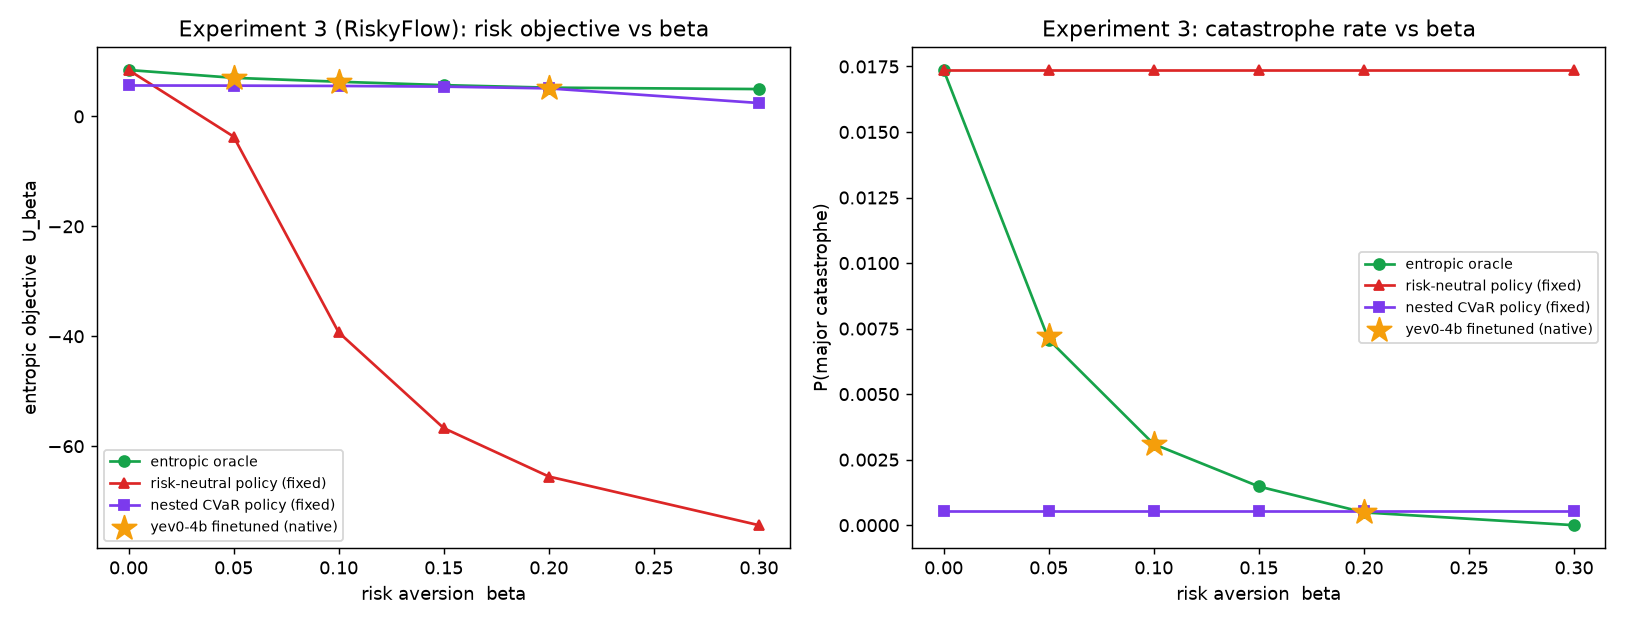 Experiment 3 (RiskyFlow): risk objective vs beta
entropic objective  U_beta
0
−20
−40
−60
entropic oracle
risk-neutral policy (fixed)
nested CVaR policy (fixed)
yev0-4b finetuned (native)
0.00 0.05 0.10 0.15 0.20 0.25 0.30
risk aversion  beta
Experiment 3: catastrophe rate vs beta
P(major catastrophe)
0.0175
0.0150
0.0125
0.0100
0.0075
0.0050
0.0025
0.0000
entropic oracle
risk-neutral policy (fixed)
nested CVaR policy (fixed)
yev0-4b finetuned (native)
0.00 0.05 0.10 0.15 0.20 0.25 0.30
risk aversion  beta